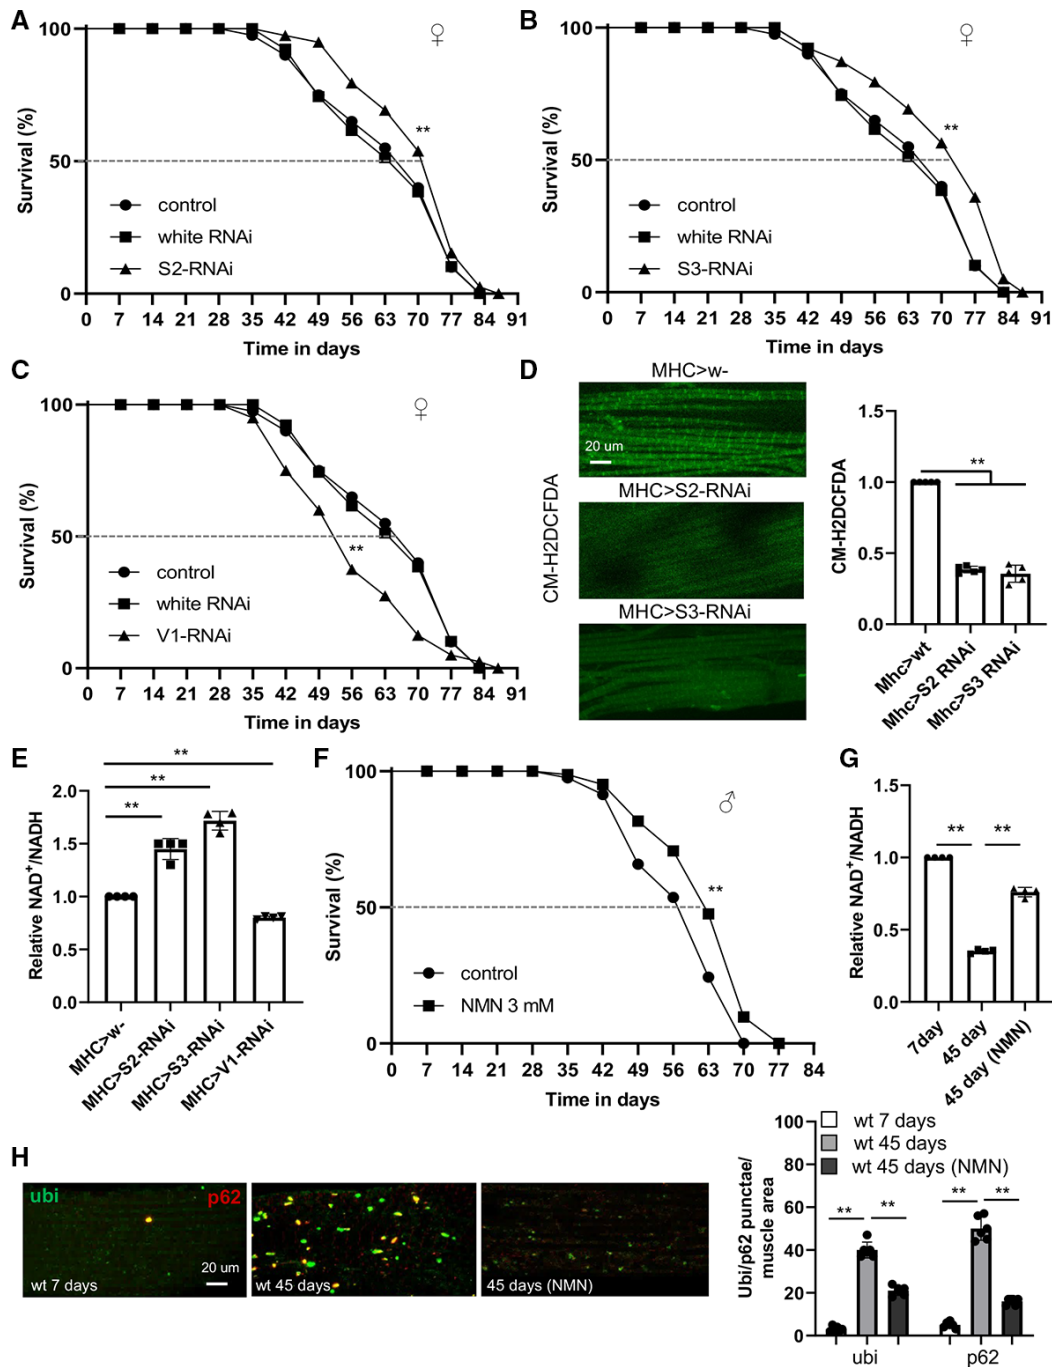 A
100
50
0
Survival (%)
♀
**
control
white RNAi
S2-RNAi
0 7 14 21 28 35 42 49 56 63 70 77 84 91
Time in days
B
100
50
0
Survival (%)
♀
**
control
white RNAi
S3-RNAi
0 7 14 21 28 35 42 49 56 63 70 77 84 91
Time in days
C
100
50
0
Survival (%)
♀
**
control
white RNAi
V1-RNAi
0 7 14 21 28 35 42 49 56 63 70 77 84 91
Time in days
D
CM-H2DCFDA
MHC>w-
20 um
MHC>S2-RNAi
MHC>S3-RNAi
CM-H2DCFDA
1.5
1.0
0.5
0.0
**
Mhc>wt
Mhc>S2 RNAi
Mhc>S3 RNAi
E
Relative NAD⁺/NADH
2.0
1.5
1.0
0.5
0.0
**
**
**
MHC>w-
MHC>S2-RNAi
MHC>S3-RNAi
MHC>V1-RNAi
F
100
50
0
Survival (%)
♂
**
control
NMN 3 mM
0 7 14 21 28 35 42 49 56 63 70 77 84
Time in days
G
Relative NAD⁺/NADH
1.5
1.0
0.5
0.0
** **
7day
45 day
45 day (NMN)
H
ubi p62
wt 7 days
20 um
wt 45 days
45 days (NMN)
Ubi/p62 punctae/
muscle area
100
80
60
40
20
0
wt 7 days
wt 45 days
wt 45 days (NMN)
** ** ** **
ubi p62